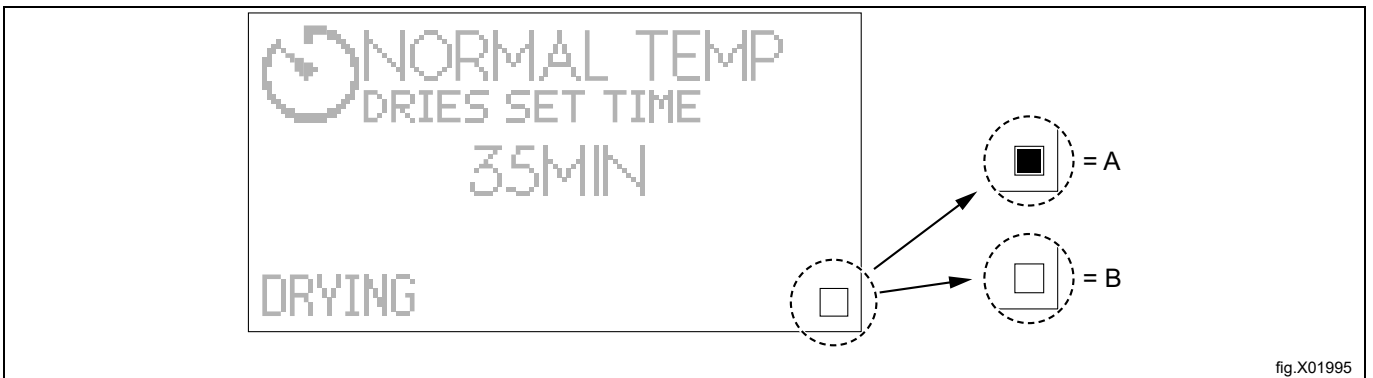 NORMAL TEMP
DRIES SET TIME
35MIN
DRYING
= A
= B
fig.X01995